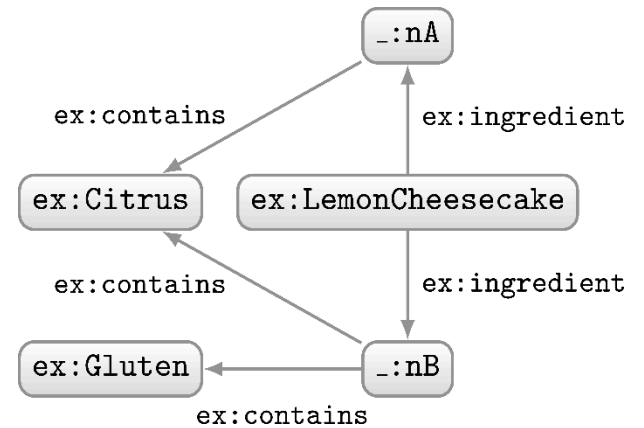 _:nA
ex:contains
ex:ingredient
ex:Citrus
ex:LemonCheesecake
ex:contains
ex:ingredient
ex:Gluten
_:nB
ex:contains